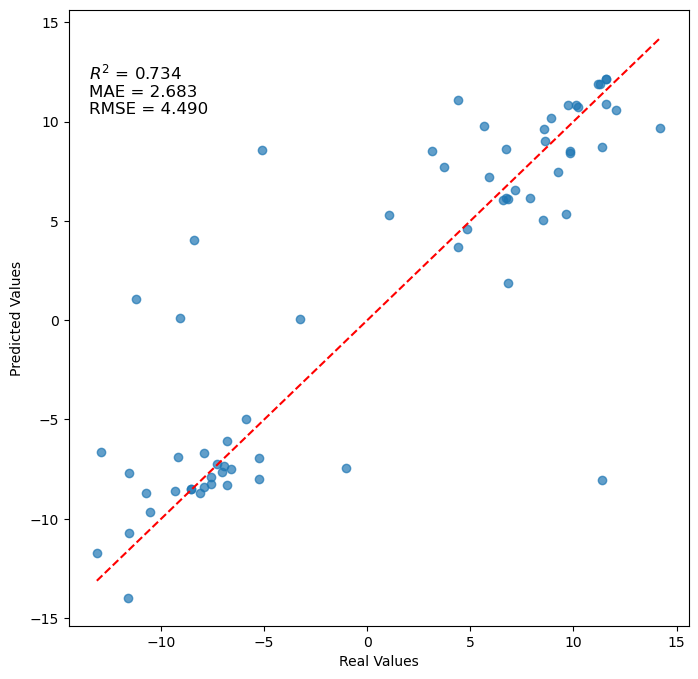 R² = 0.734
MAE = 2.683
RMSE = 4.490
15
10
5
0
−5
−10
−15
Predicted Values
−10 −5 0 5 10 15
Real Values